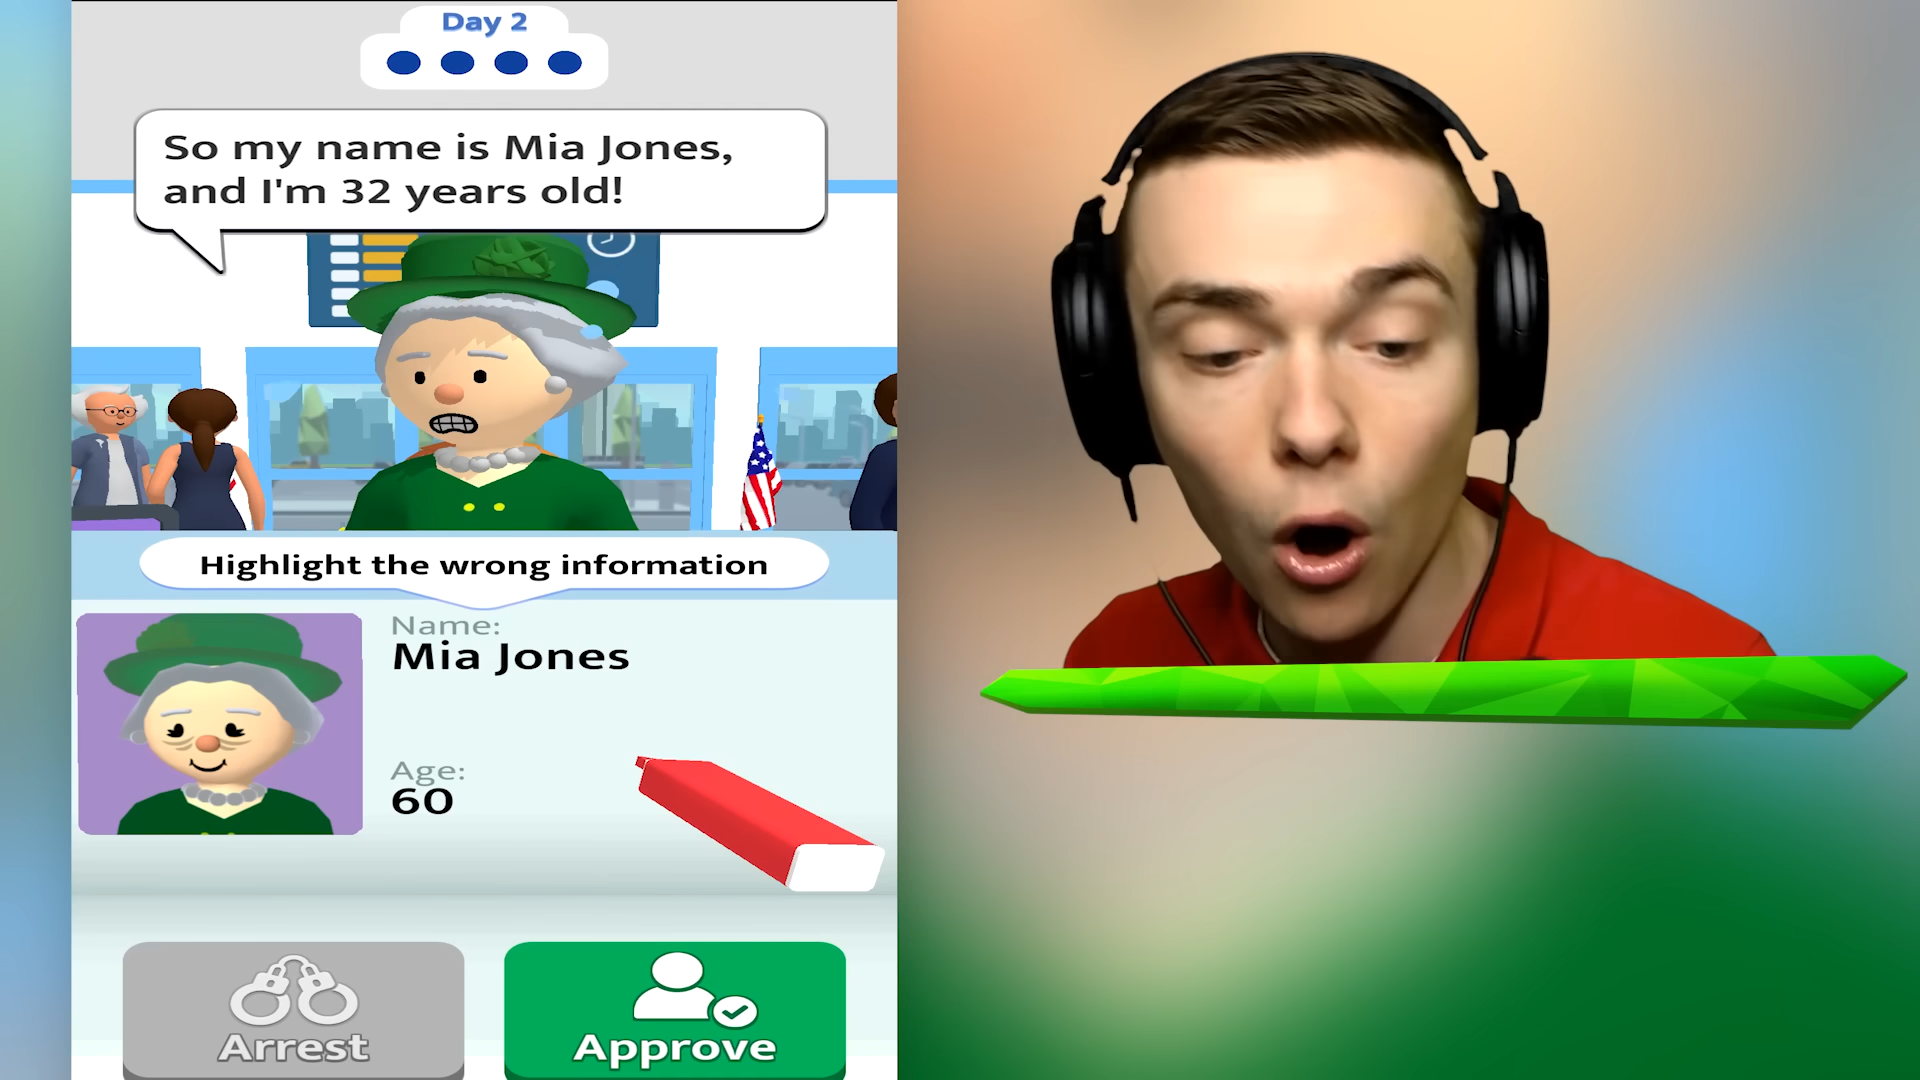 Day 2
So my name is Mia Jones,
and I'm 32 years old!
Highlight the wrong information
Name:
Mia Jones
Age:
60
Arrest
Approve